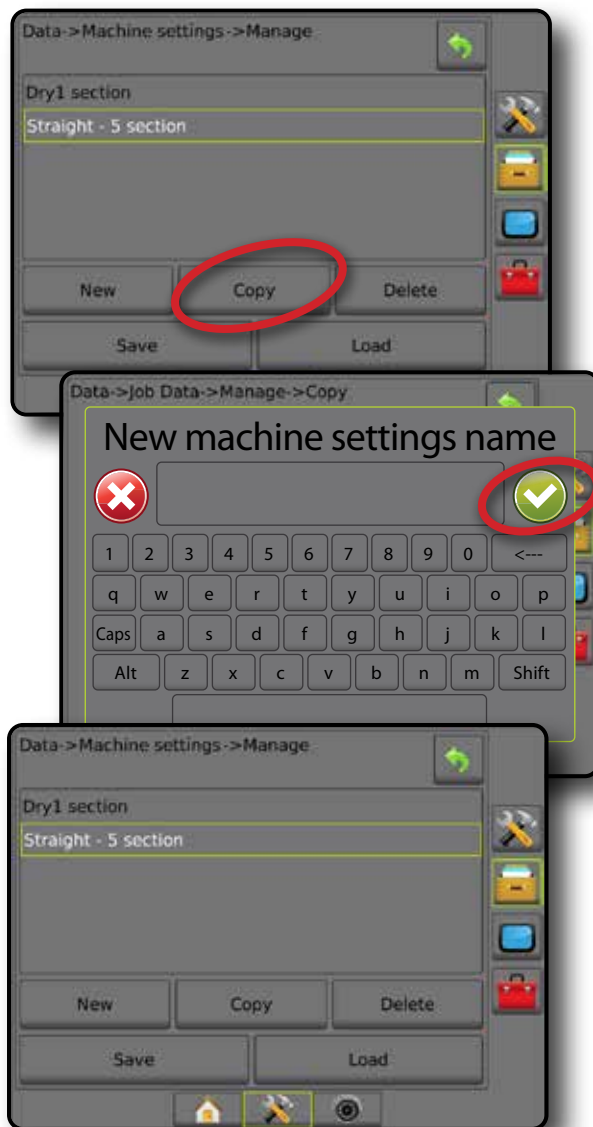 Data->Machine settings->Manage
Dry1 section
Straight - 5 section
New Copy Delete
Save Load
Data->Job Data->Manage->Copy
New machine settings name
1 2 3 4 5 6 7 8 9 0 <---
q w e r t y u i o p
Caps a s d f g h j k l
Alt z x c v b n m Shift
Data->Machine settings->Manage
Dry1 section
Straight - 5 section
New Copy Delete
Save Load